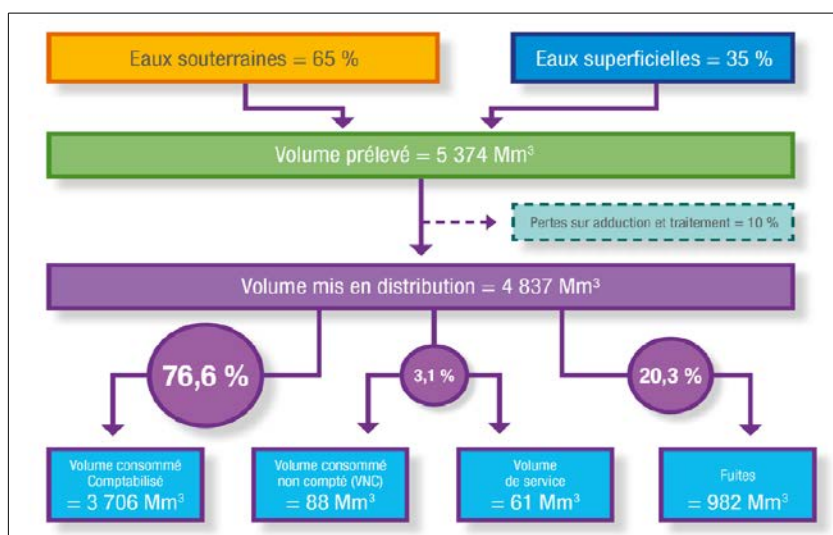 Eaux souterraines = 65 %
Eaux superficielles = 35 %
Volume prélevé = 5 374 Mm³
Pertes sur adduction et traitement = 10 %
Volume mis en distribution = 4 837 Mm³
76,6 %
3,1 %
20,3 %
Volume consommé
Comptabilisé
= 3 706 Mm³
Volume consommé
non compté (VNC)
= 88 Mm³
Volume
de service
= 61 Mm³
Fuites
= 982 Mm³